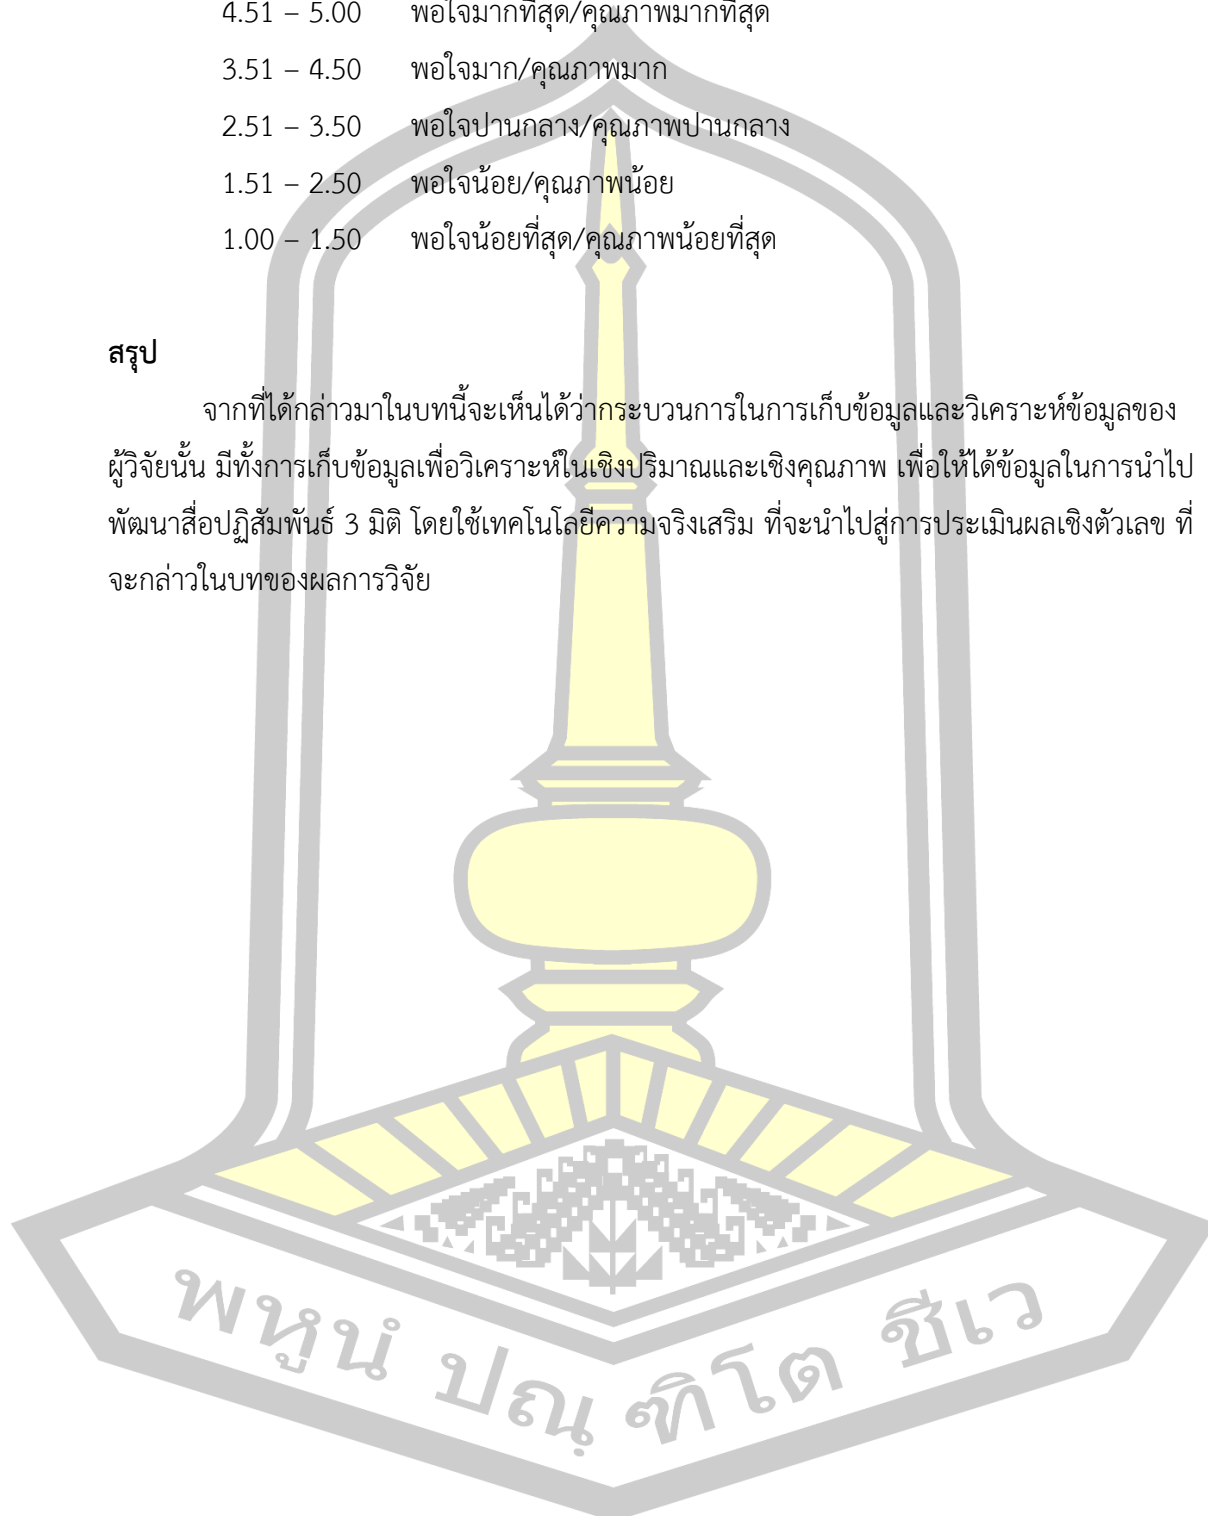 4.51 – 5.00 พอใจมากที่สุด/คุณภาพมากที่สุด
3.51 – 4.50 พอใจมาก/คุณภาพมาก
2.51 – 3.50 พอใจปานกลาง/คุณภาพปานกลาง
1.51 – 2.50 พอใจน้อย/คุณภาพน้อย
1.00 – 1.50 พอใจน้อยที่สุด/คุณภาพน้อยที่สุด
สรุป
จากที่ได้กล่าวมาในบทนี้จะเห็นได้ว่ากระบวนการในการเก็บข้อมูลและวิเคราะห์ข้อมูลของ
ผู้วิจัยนั้น มีทั้งการเก็บข้อมูลเพื่อวิเคราะห์ในเชิงปริมาณและเชิงคุณภาพ เพื่อให้ได้ข้อมูลในการนำไป
พัฒนาสื่อปฏิสัมพันธ์ 3 มิติ โดยใช้เทคโนโลยีความจริงเสริม ที่จะนำไปสู่การประเมินผลเชิงตัวเลข ที่
จะกล่าวในบทของผลการวิจัย
พหูนํ ปณฺฑิโต ชีเว